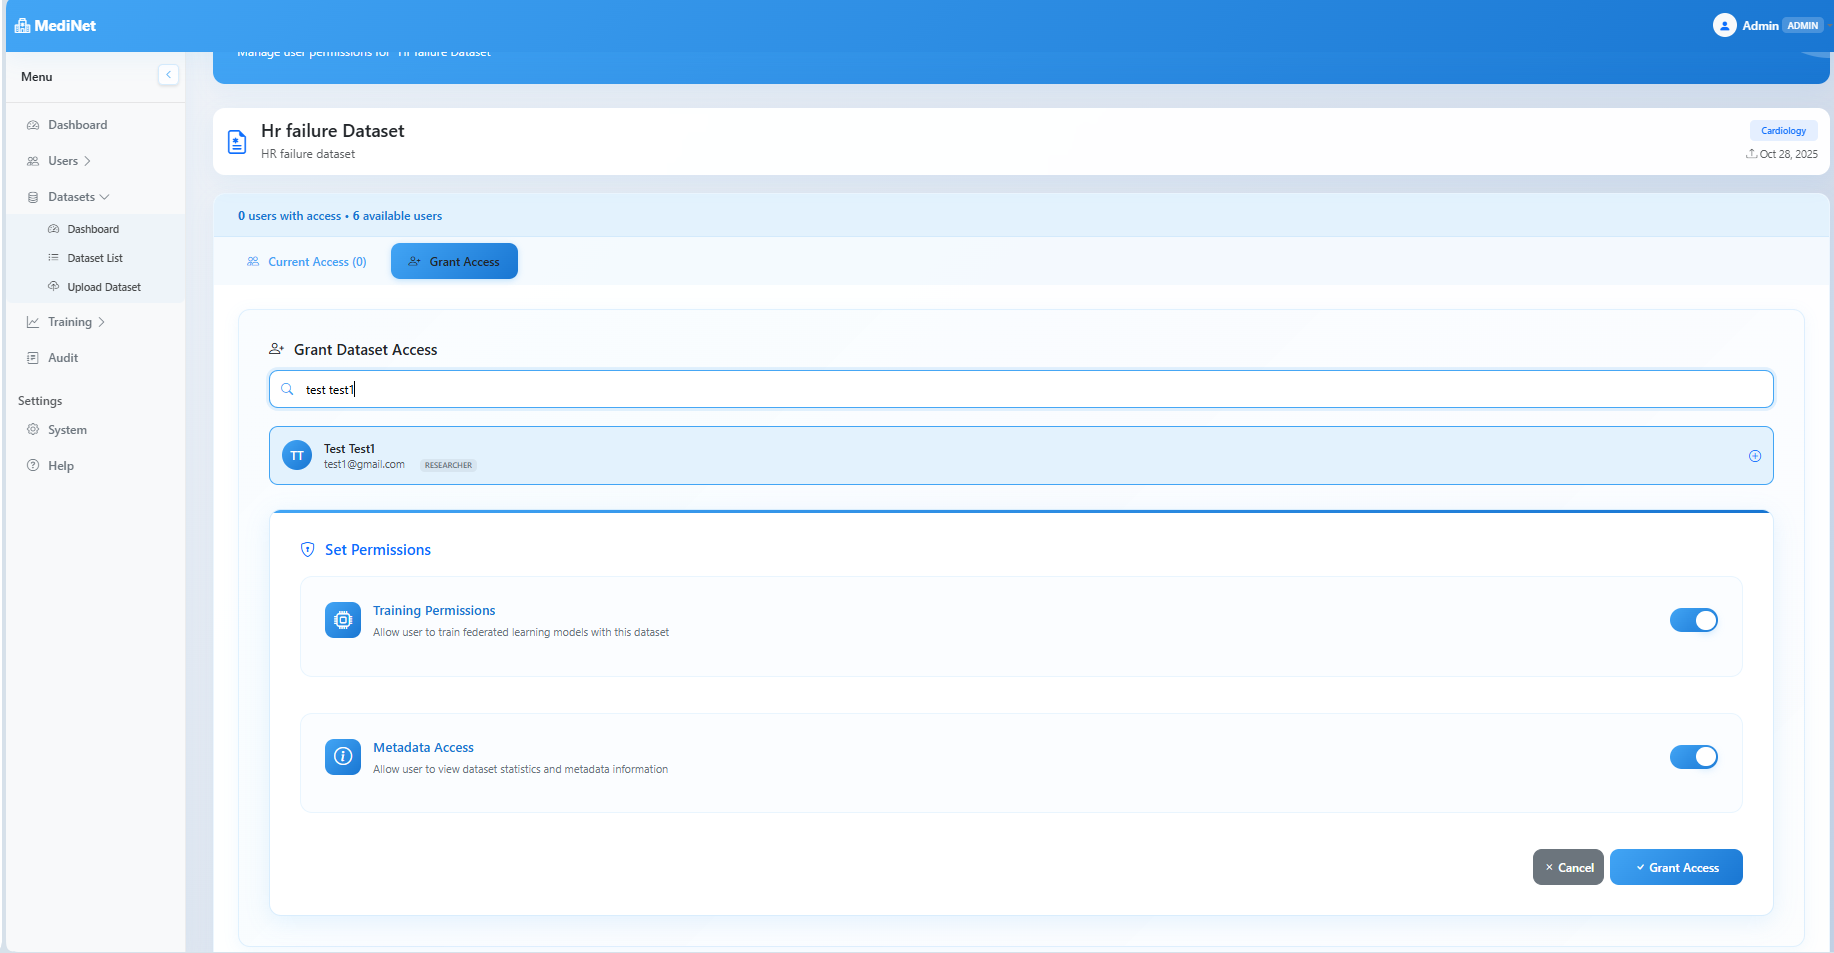 MediNet
Admin ADMIN
Manage user permissions for "Hr failure Dataset"
Menu
Dashboard
Users
Datasets
Dashboard
Dataset List
Upload Dataset
Training
Audit
Settings
System
Help
Hr failure Dataset
HR failure dataset
Cardiology
Oct 28, 2025
0 users with access • 6 available users
Current Access (0)
Grant Access
Grant Dataset Access
test test1
TT
Test Test1
test1@gmail.com RESEARCHER
Set Permissions
Training Permissions
Allow user to train federated learning models with this dataset
Metadata Access
Allow user to view dataset statistics and metadata information
Cancel
Grant Access